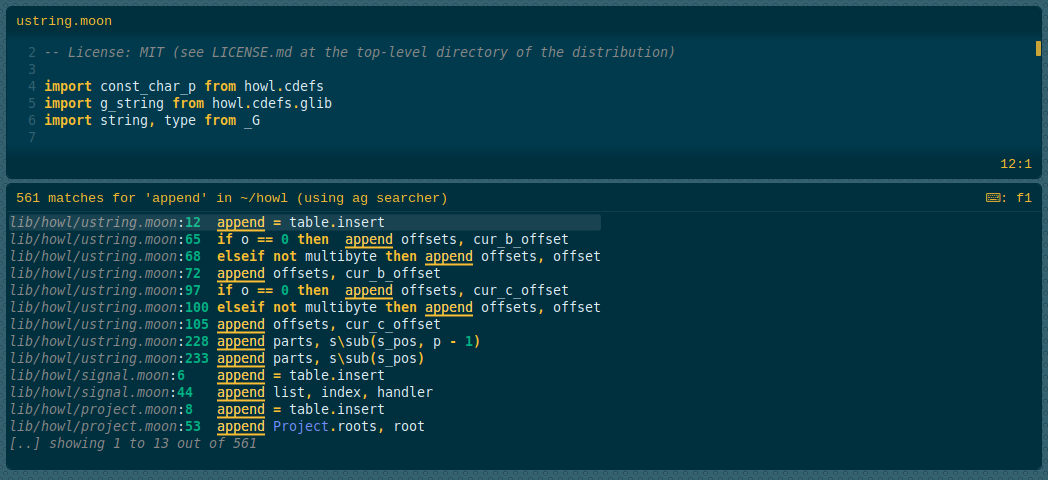 ustring.moon
2 -- License: MIT (see LICENSE.md at the top-level directory of the distribution)
3
4 import const_char_p from howl.cdefs
5 import g_string from howl.cdefs.glib
6 import string, type from _G
7
12:1
561 matches for 'append' in ~/howl (using ag searcher) ⌨: f1
lib/howl/ustring.moon:12 append = table.insert
lib/howl/ustring.moon:65 if o == 0 then append offsets, cur_b_offset
lib/howl/ustring.moon:68 elseif not multibyte then append offsets, offset
lib/howl/ustring.moon:72 append offsets, cur_b_offset
lib/howl/ustring.moon:97 if o == 0 then append offsets, cur_c_offset
lib/howl/ustring.moon:100 elseif not multibyte then append offsets, offset
lib/howl/ustring.moon:105 append offsets, cur_c_offset
lib/howl/ustring.moon:228 append parts, s\sub(s_pos, p - 1)
lib/howl/ustring.moon:233 append parts, s\sub(s_pos)
lib/howl/signal.moon:6 append = table.insert
lib/howl/signal.moon:44 append list, index, handler
lib/howl/project.moon:8 append = table.insert
lib/howl/project.moon:53 append Project.roots, root
[..] showing 1 to 13 out of 561